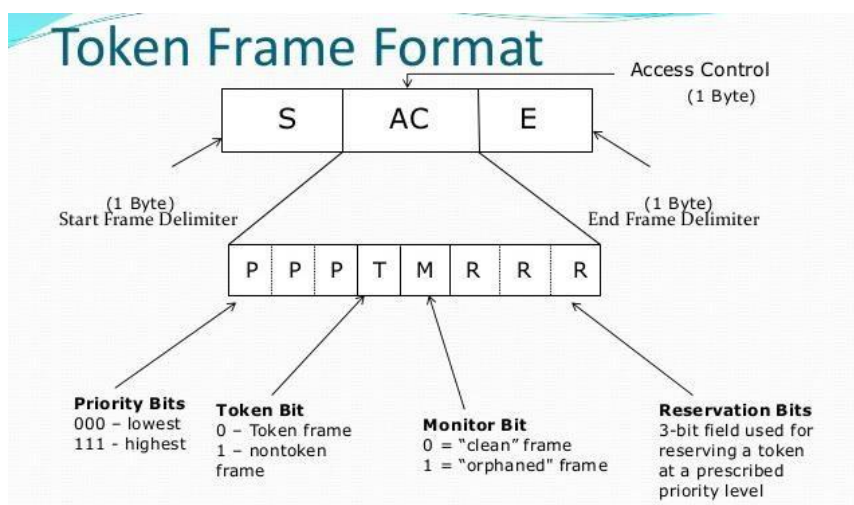 Token Frame Format
Access Control
(1 Byte)
S AC E
(1 Byte)
Start Frame Delimiter
(1 Byte)
End Frame Delimiter
P P P T M R R R
Priority Bits
000 – lowest
111 - highest
Token Bit
0 – Token frame
1 – nontoken
frame
Monitor Bit
0 = “clean” frame
1 = “orphaned” frame
Reservation Bits
3-bit field used for
reserving a token
at a prescribed
priority level